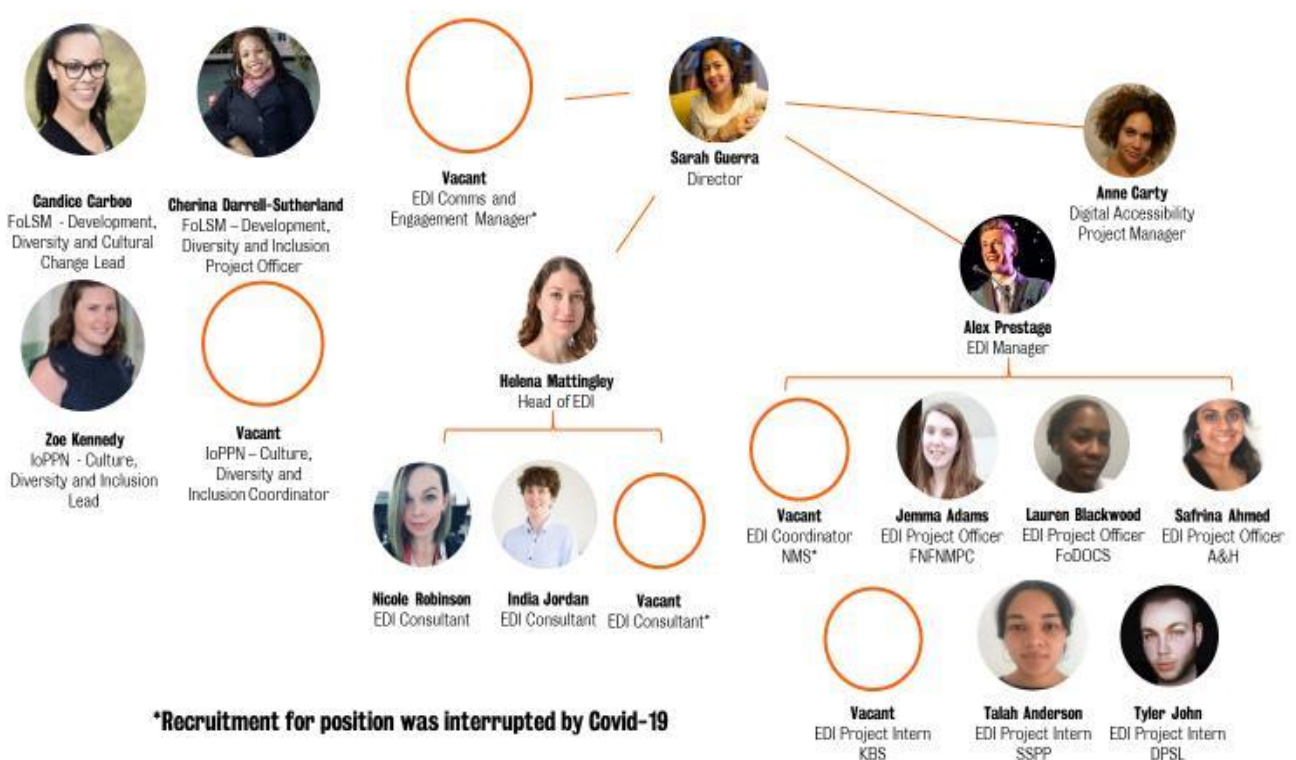 Candice Carboo
FoLSM - Development,
Diversity and Cultural
Change Lead
Cherina Darrell-Sutherland
FoLSM – Development,
Diversity and Inclusion
Project Officer
Vacant
EDI Comms and
Engagement Manager*
Sarah Guerra
Director
Anne Carty
Digital Accessibility
Project Manager
Zoe Kennedy
IoPPN - Culture,
Diversity and Inclusion
Lead
Vacant
IoPPN – Culture,
Diversity and
Inclusion Coordinator
Helena Mattingley
Head of EDI
Alex Prestage
EDI Manager
Nicole Robinson
EDI Consultant
India Jordan
EDI Consultant
Vacant
EDI Consultant*
Vacant
EDI Coordinator
NMS*
Jemma Adams
EDI Project Officer
FNFNMPC
Lauren Blackwood
EDI Project Officer
FoDOCS
Safrina Ahmed
EDI Project Officer
A&H
Vacant
EDI Project Intern
KBS
Talah Anderson
EDI Project Intern
SSPP
Tyler John
EDI Project Intern
DPSL
*Recruitment for position was interrupted by Covid-19